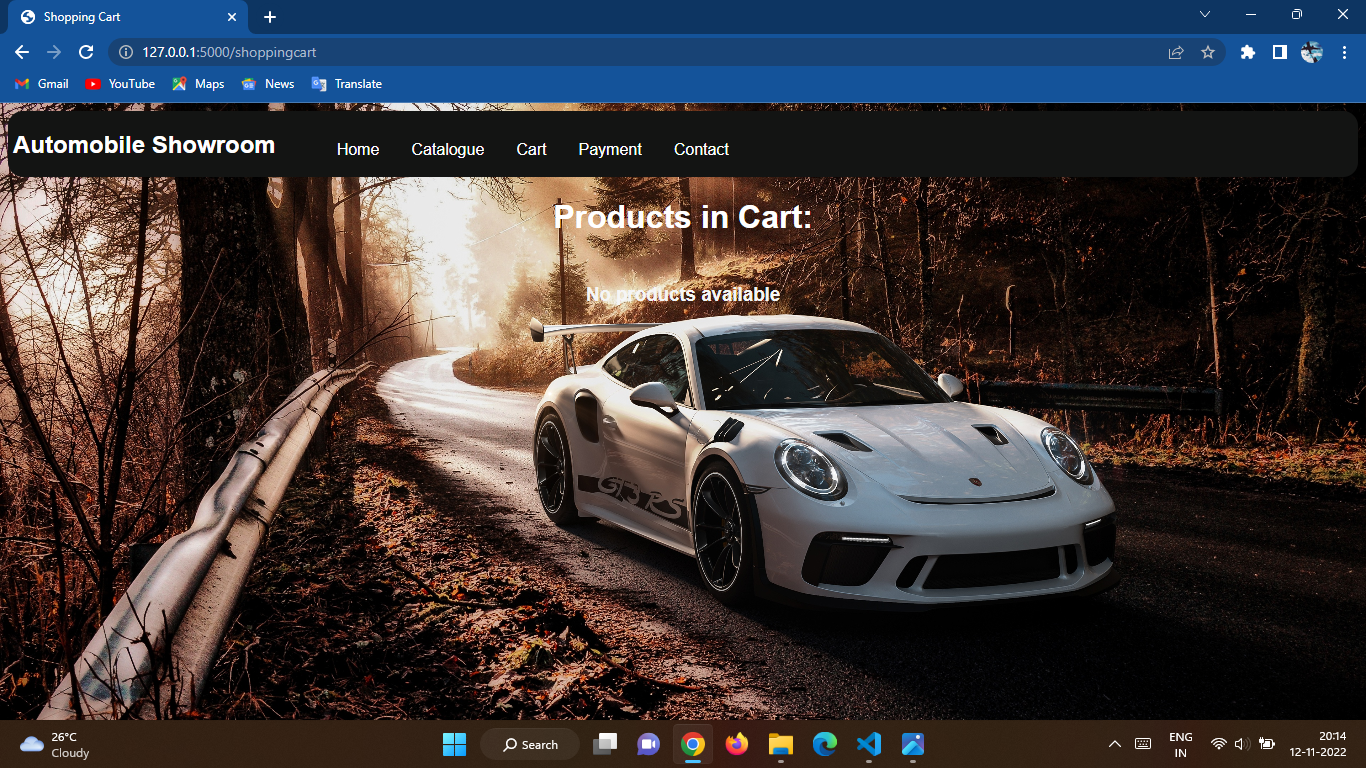 Shopping Cart
127.0.0.1:5000/shoppingcart
Gmail YouTube Maps News Translate
Automobile Showroom Home Catalogue Cart Payment Contact
Products in Cart:
No products available
GT3 RS
26°C
Cloudy
Search
ENG
IN
20:14
12-11-2022